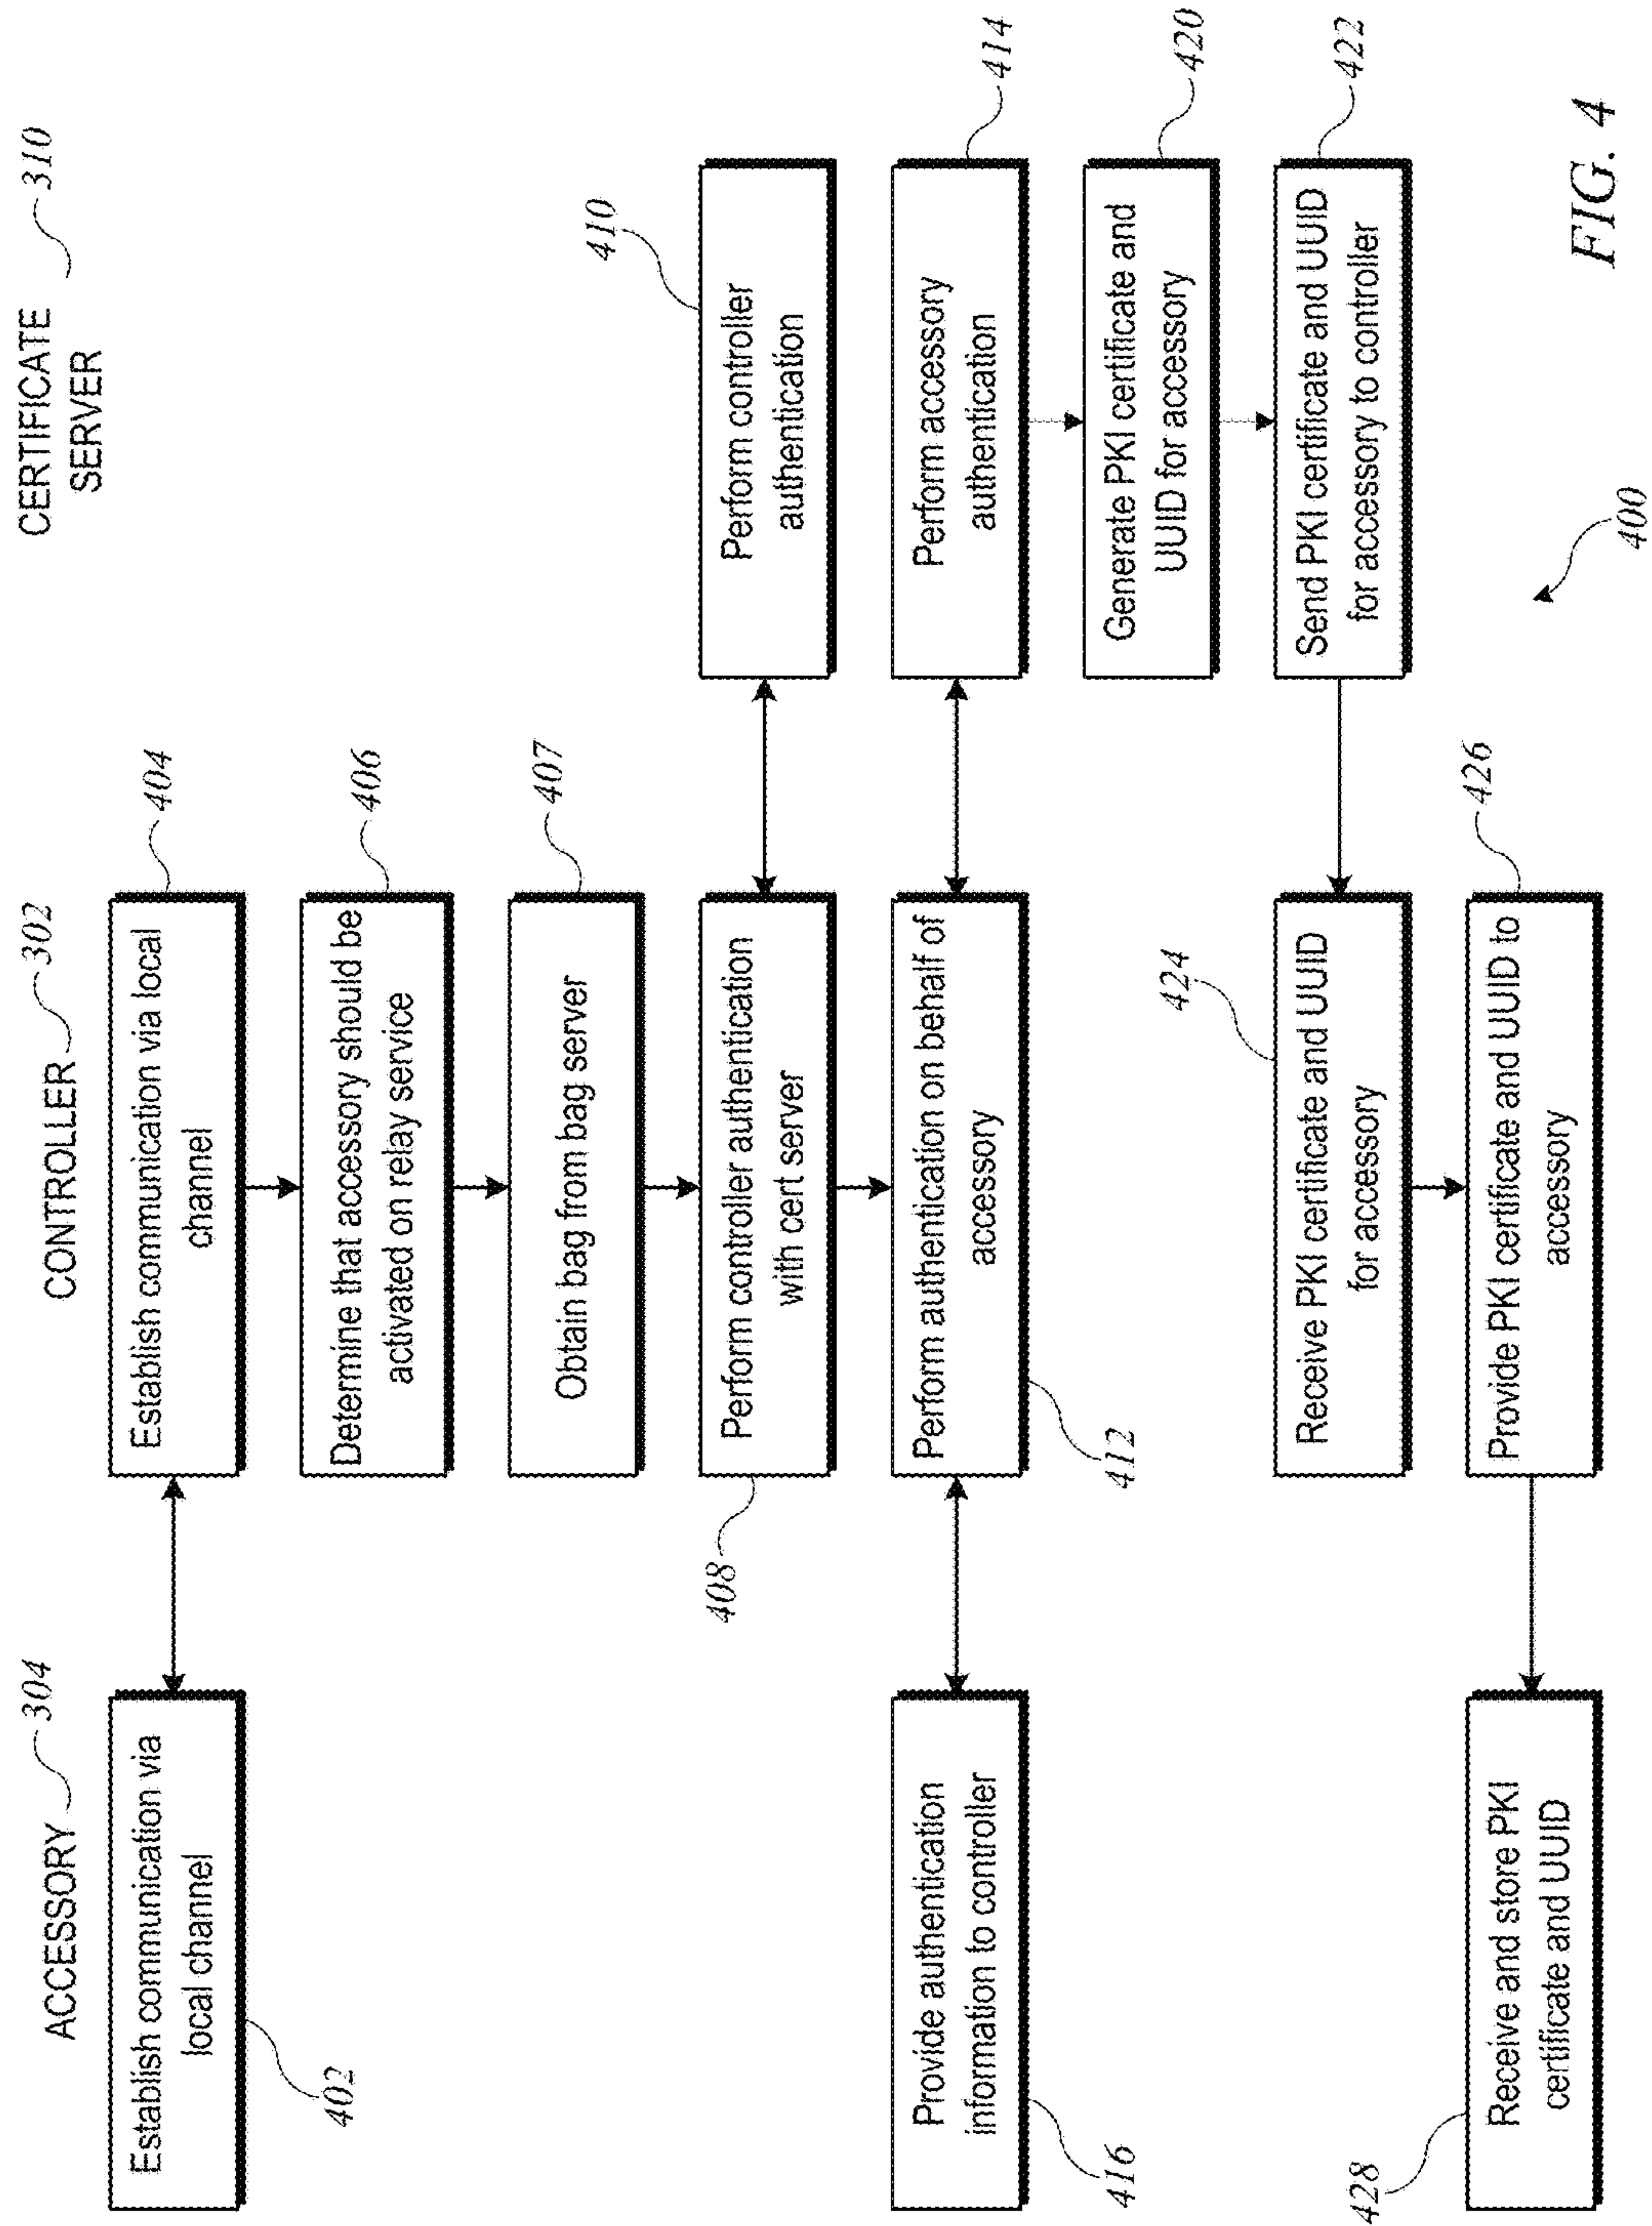 ACCESSORY
304
CONTROLLER
302
CERTIFICATE
SERVER
310
Establish communication via
local channel
402
Establish communication via local
channel
404
Determine that accessory should be
activated on relay service
406
Obtain bag from bag server
407
Perform controller authentication
with cert server
408
Perform controller
authentication
410
Provide authentication
information to controller
416
Perform authentication on behalf of
accessory
412
Perform accessory
authentication
414
Generate PKI certificate and
UUID for accessory
420
Receive PKI certificate and UUID
for accessory
424
Send PKI certificate and UUID
for accessory to controller
422
Receive and store PKI
certificate and UUID
428
Provide PKI certificate and UUID to
accessory
426
400
FIG. 4